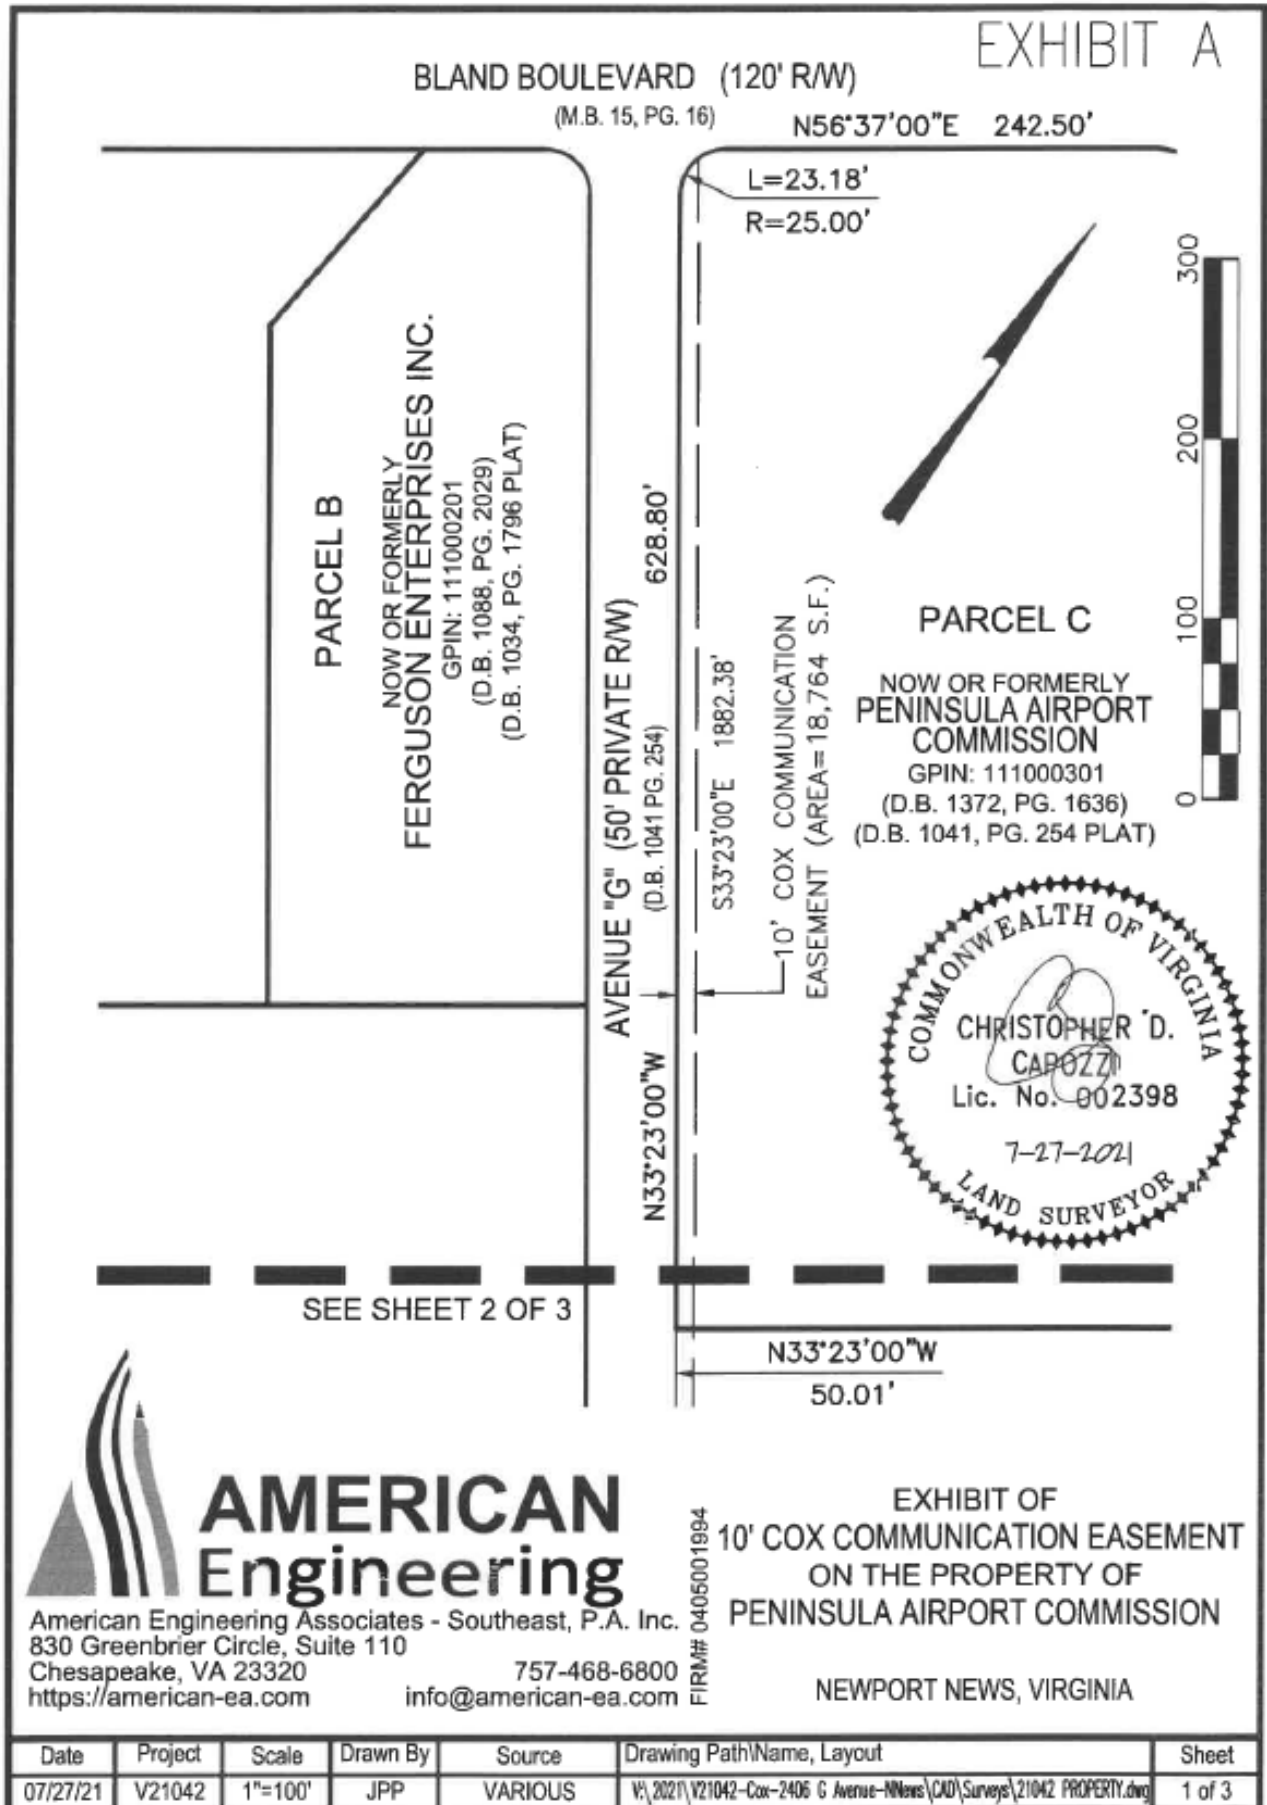 EXHIBIT A
BLAND BOULEVARD (120' R/W)
(M.B. 15, PG. 16)
N56°37'00"E 242.50'
L=23.18'
R=25.00'
300
200
100
0
PARCEL B
NOW OR FORMERLY
FERGUSON ENTERPRISES INC.
GPIN: 111000201
(D.B. 1088, PG. 2029)
(D.B. 1034, PG. 1796 PLAT)
628.80'
AVENUE "G" (50' PRIVATE R/W)
(D.B. 1041 PG. 254)
N33°23'00"W
S33°23'00"E 1882.38'
10' COX COMMUNICATION
EASEMENT (AREA=18,764 S.F.)
PARCEL C
NOW OR FORMERLY
PENINSULA AIRPORT
COMMISSION
GPIN: 111000301
(D.B. 1372, PG. 1636)
(D.B. 1041, PG. 254 PLAT)
COMMONWEALTH OF VIRGINIA
CHRISTOPHER D.
CAPOZZI
Lic. No. 002398
7-27-2021
LAND SURVEYOR
SEE SHEET 2 OF 3
N33°23'00"W
50.01'
AMERICAN
Engineering
American Engineering Associates - Southeast, P.A. Inc.
830 Greenbrier Circle, Suite 110
Chesapeake, VA 23320 757-468-6800
https://american-ea.com info@american-ea.com
FIRM# 0405001994
EXHIBIT OF
10' COX COMMUNICATION EASEMENT
ON THE PROPERTY OF
PENINSULA AIRPORT COMMISSION
NEWPORT NEWS, VIRGINIA
Date Project Scale Drawn By Source Drawing Path\Name, Layout Sheet
07/27/21 V21042 1"=100' JPP VARIOUS V:\2021\V21042-Cox-2406 G Avenue-NNews\CAD\Surveys\21042 PROPERTY.dwg 1 of 3